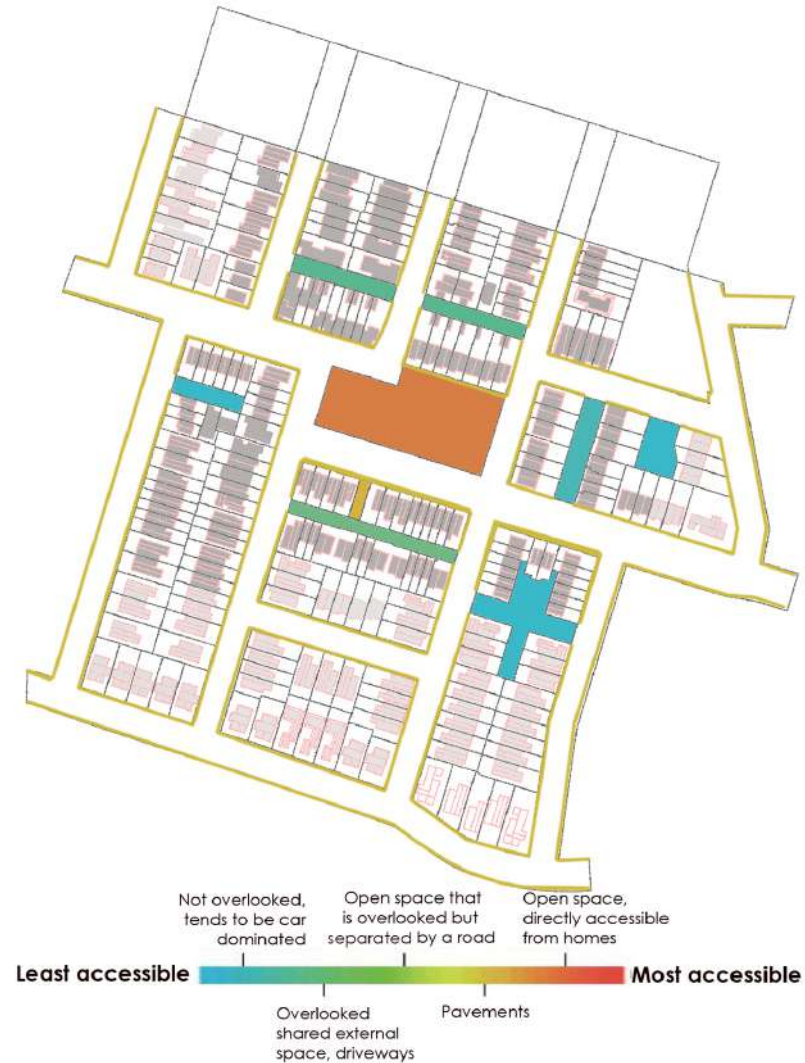 Not overlooked,
tends to be car
dominated
Open space that
is overlooked but
separated by a road
Open space,
directly accessible
from homes
Least accessible
Most accessible
Overlooked
shared external
space, driveways
Pavements